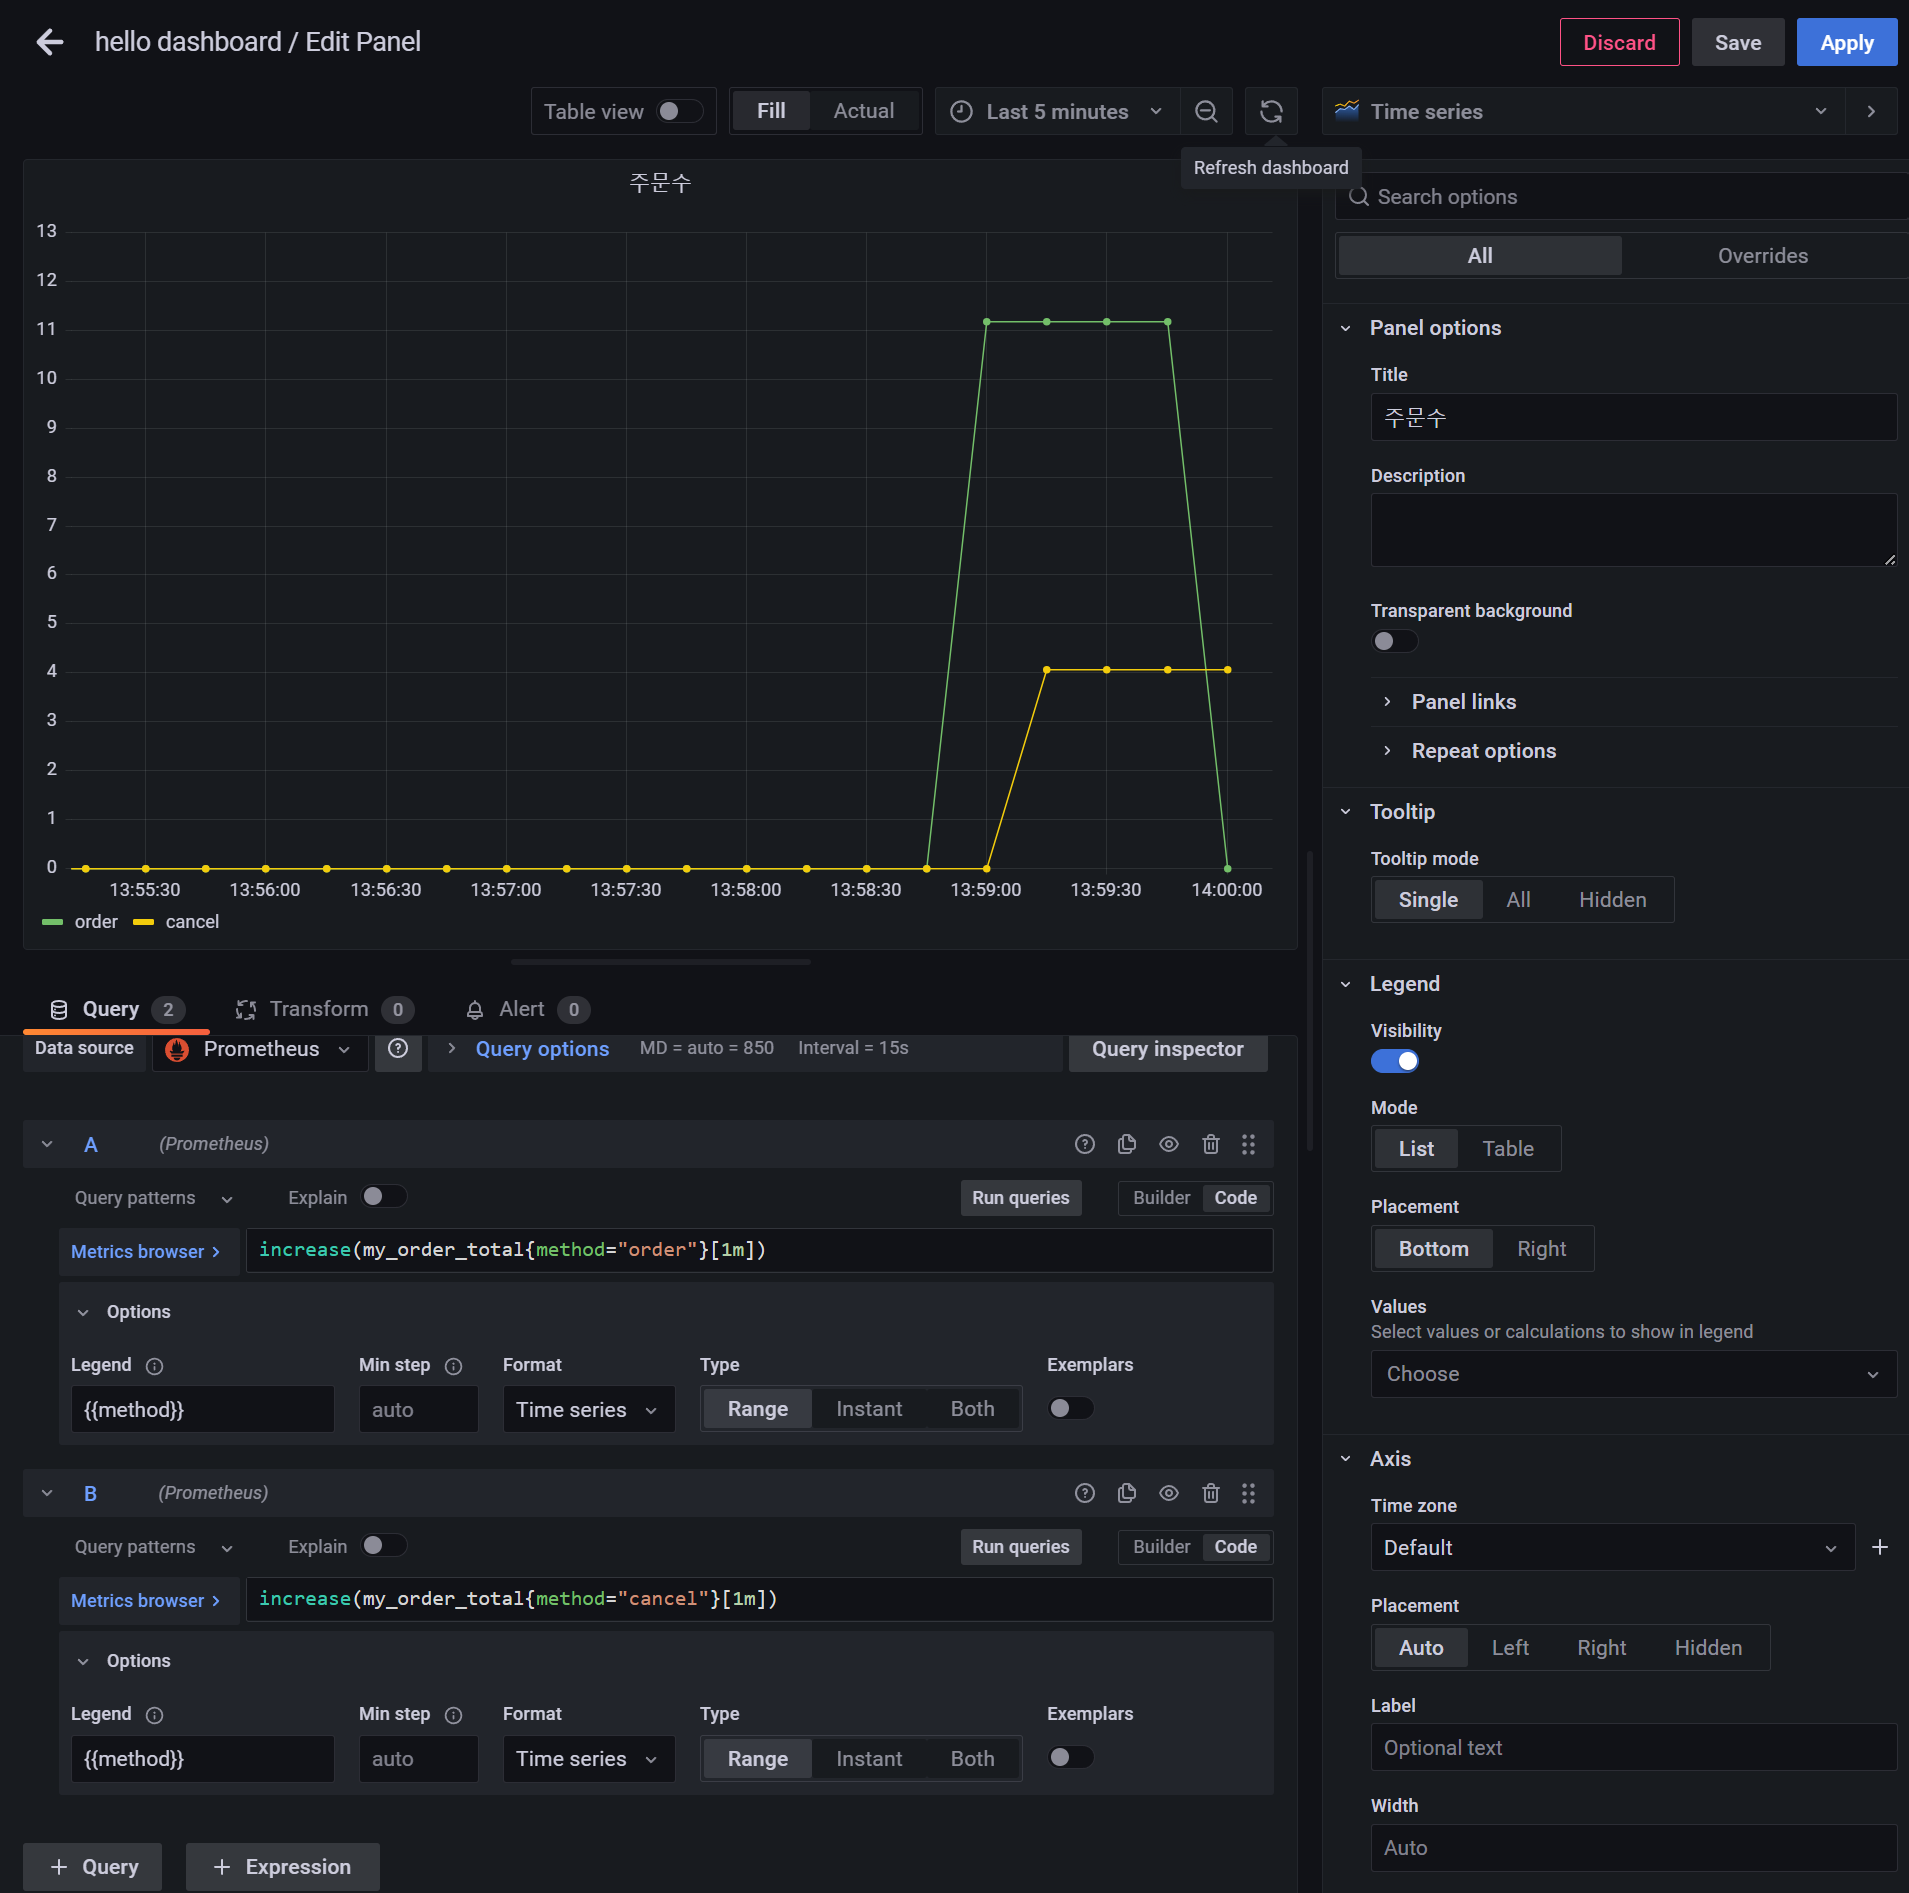 hello dashboard / Edit Panel
Discard
Save
Apply
Table view
Fill
Actual
Last 5 minutes
Time series
Refresh dashboard
주문수
13
12
11
10
9
8
7
6
5
4
3
2
1
0
13:55:30
13:56:00
13:56:30
13:57:00
13:57:30
13:58:00
13:58:30
13:59:00
13:59:30
14:00:00
order
cancel
Query
2
Transform
0
Alert
0
Data source
Prometheus
Query options
MD = auto = 850
Interval = 15s
Query inspector
A
(Prometheus)
Query patterns
Explain
Run queries
Builder
Code
Metrics browser
increase(my_order_total{method="order"}[1m])
Options
Legend
Min step
Format
Type
Exemplars
{{method}}
auto
Time series
Range
Instant
Both
B
(Prometheus)
Query patterns
Explain
Run queries
Builder
Code
Metrics browser
increase(my_order_total{method="cancel"}[1m])
Options
Legend
Min step
Format
Type
Exemplars
{{method}}
auto
Time series
Range
Instant
Both
+ Query
+ Expression
Search options
All
Overrides
Panel options
Title
주문수
Description
Transparent background
Panel links
Repeat options
Tooltip
Tooltip mode
Single
All
Hidden
Legend
Visibility
Mode
List
Table
Placement
Bottom
Right
Values
Select values or calculations to show in legend
Choose
Axis
Time zone
Default
Placement
Auto
Left
Right
Hidden
Label
Optional text
Width
Auto